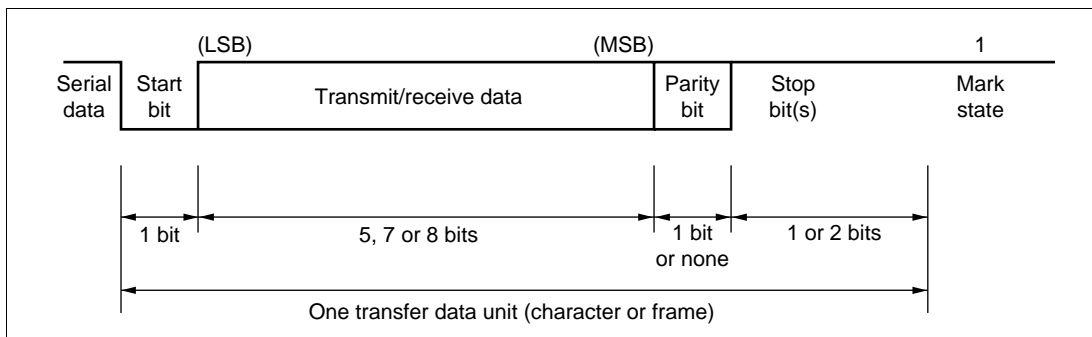 (LSB) (MSB) 1
Serial Start Transmit/receive data Parity Stop Mark
data bit bit bit(s) state
1 bit 5, 7 or 8 bits 1 bit 1 or 2 bits
or none
One transfer data unit (character or frame)